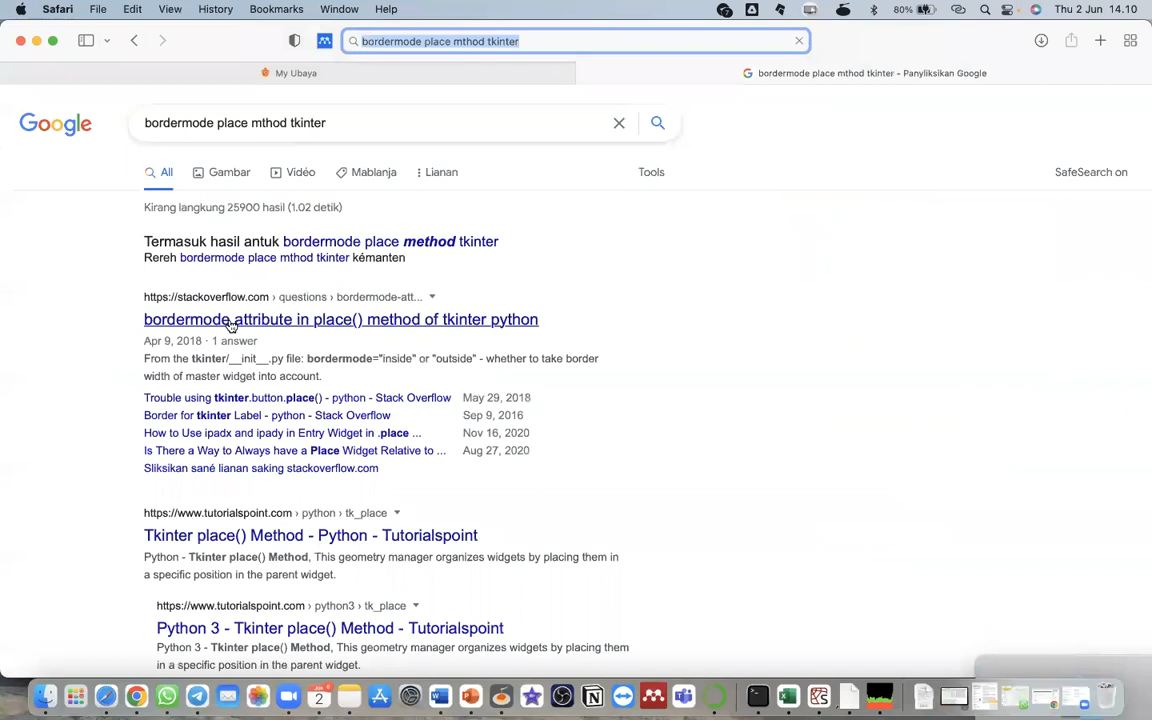 Safari File Edit View History Bookmarks Window Help 80% Thu 2 Jun 14.10
bordermode place mthod tkinter
My Ubaya
bordermode place mthod tkinter - Panyliksikan Google
Google
bordermode place mthod tkinter
All Gambar Vidéo Mablanja Lianan Tools SafeSearch on
Kirang langkung 25900 hasil (1.02 detik)
Termasuk hasil antuk bordermode place method tkinter
Rereh bordermode place mthod tkinter kémanten
https://stackoverflow.com › questions › bordermode-att...
bordermode attribute in place() method of tkinter python
Apr 9, 2018 · 1 answer
From the tkinter/__init__.py file: bordermode="inside" or "outside" - whether to take border
width of master widget into account.
Trouble using tkinter.button.place() - python - Stack Overflow May 29, 2018
Border for tkinter Label - python - Stack Overflow Sep 9, 2016
How to Use ipadx and ipady in Entry Widget in .place ... Nov 16, 2020
Is There a Way to Always have a Place Widget Relative to ... Aug 27, 2020
Sliksikan sané lianan saking stackoverflow.com
https://www.tutorialspoint.com › python › tk_place
Tkinter place() Method - Python - Tutorialspoint
Python - Tkinter place() Method, This geometry manager organizes widgets by placing them in
a specific position in the parent widget.
https://www.tutorialspoint.com › python3 › tk_place
Python 3 - Tkinter place() Method - Tutorialspoint
Python 3 - Tkinter place() Method, This geometry manager organizes widgets by placing them
in a specific position in the parent widget.